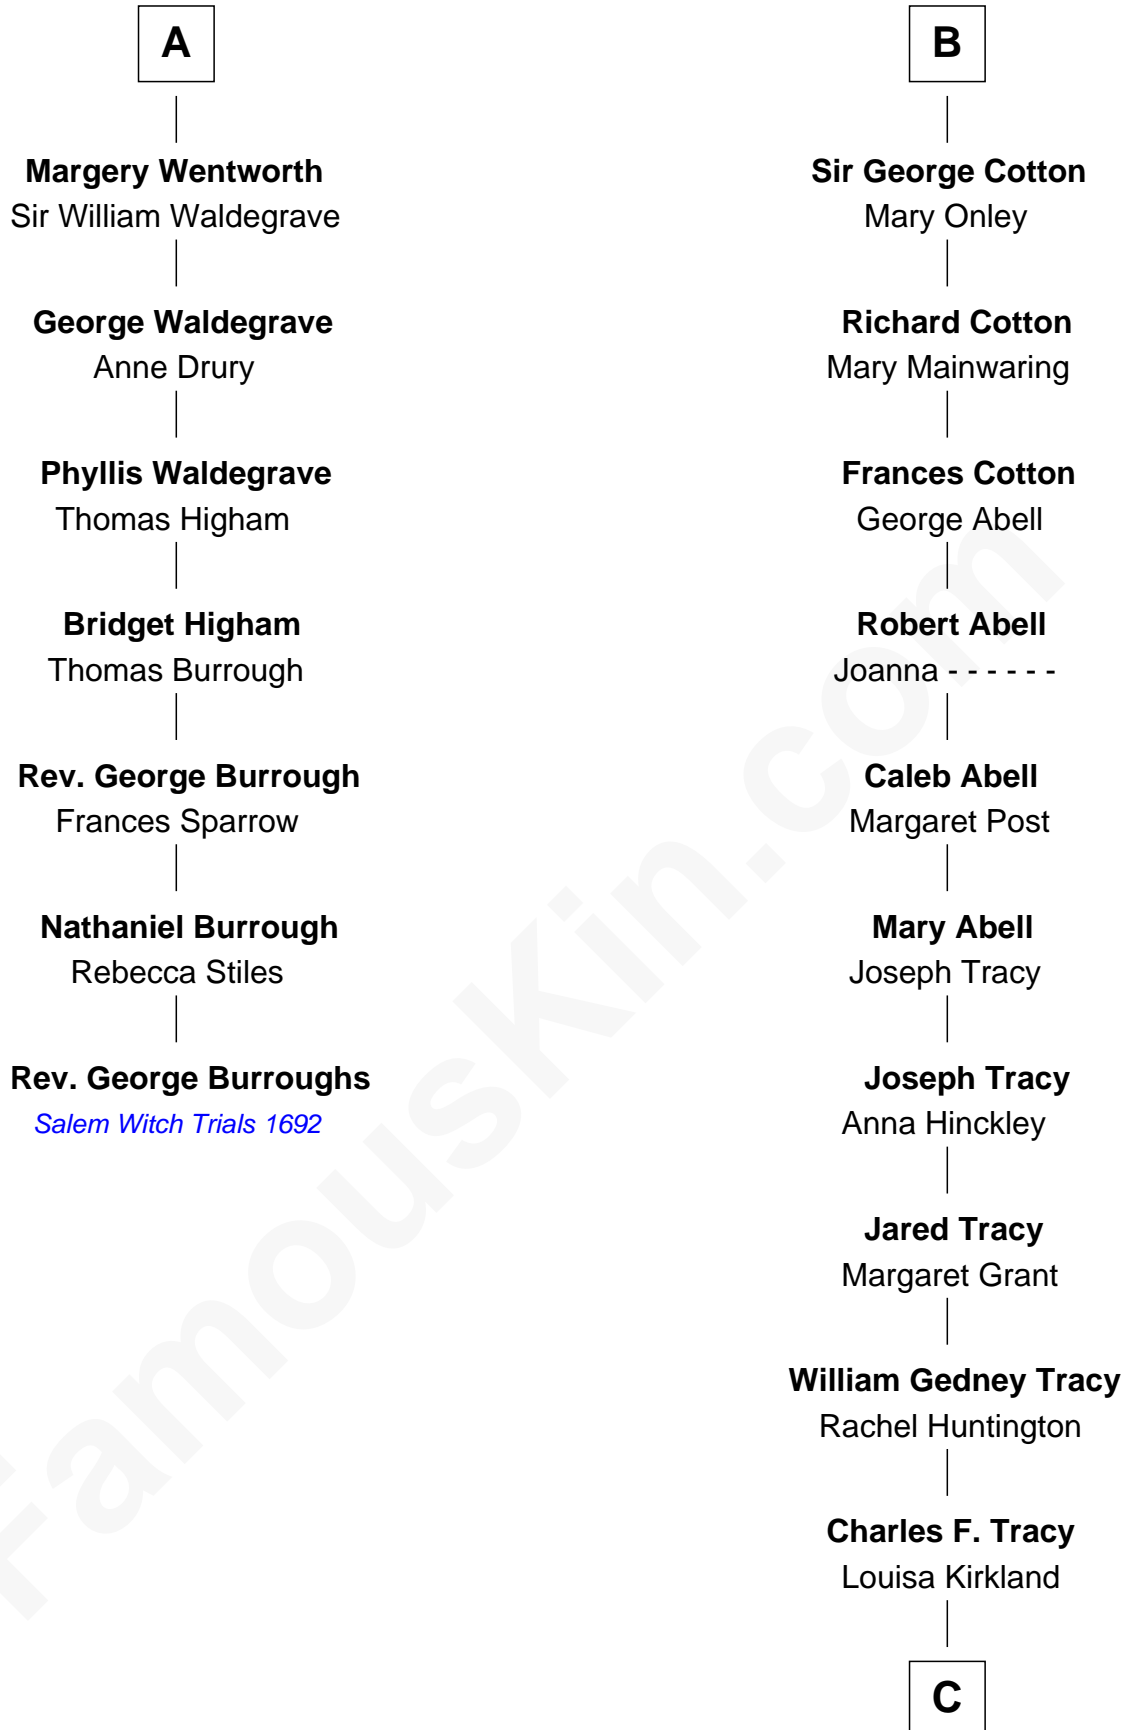 A
Margery Wentworth
Sir William Waldegrave
George Waldegrave
Anne Drury
Phyllis Waldegrave
Thomas Higham
Bridget Higham
Thomas Burrough
Rev. George Burrough
Frances Sparrow
Nathaniel Burrough
Rebecca Stiles
Rev. George Burroughs
Salem Witch Trials 1692
B
Sir George Cotton
Mary Onley
Richard Cotton
Mary Mainwaring
Frances Cotton
George Abell
Robert Abell
Joanna - - - - - -
Caleb Abell
Margaret Post
Mary Abell
Joseph Tracy
Joseph Tracy
Anna Hinckley
Jared Tracy
Margaret Grant
William Gedney Tracy
Rachel Huntington
Charles F. Tracy
Louisa Kirkland
C
FamousKin.com